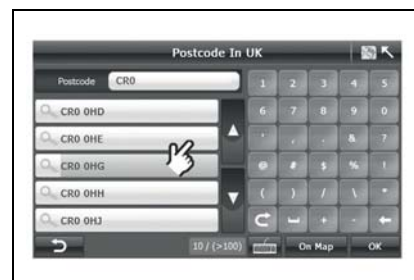 Postcode In UK
Postcode CR0 1 2 3 4 5
CR0 0HD 6 7 8 9 0
CR0 0HE ' , . & ?
CR0 0HG @ # $ % !
CR0 0HH ( ) / \ *
CR0 0HJ + -
10 / (>100) On Map OK